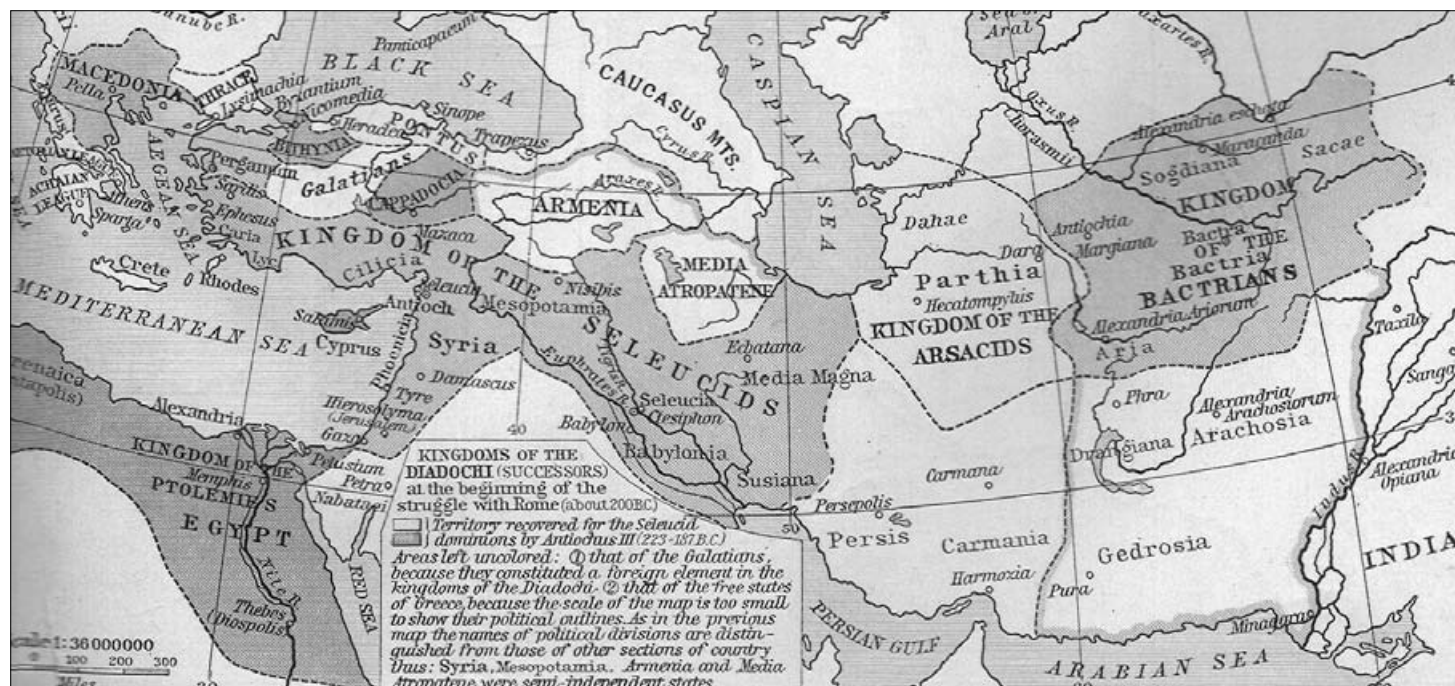 Danube R.
Panticapaeum
BLACK SEA
CAUCASUS MTS.
CASPIAN SEA
Sea of Aral
Jaxartes R.
Oxus R.
Chorasmii
MACEDONIA
Pella
THRACE
Lysimachia
Byzantium
Nicomedia
Heraclea
Sinope
PONTUS
Trapezus
BITHYNIA
Cyrus R.
Araxes R.
Alexandria eschata
Maracanda
Sogdiana
Sacae
Epirus
AEGEAN SEA
ACHAIAN LEAGUE
Athens
Sparta
Pergamum
Sardis
Ephesus
Caria
Lyc.
Galatians
CAPPADOCIA
Mazaca
ARMENIA
Dahae
Dara
Antiochia
Margiana
KINGDOM OF THE BACTRIANS
Bactra
Bactria
Crete
Rhodes
KINGDOM OF THE SELEUCIDS
Cilicia
Seleucia
Antioch
Nisibis
Mesopotamia
MEDIA ATROPATENE
Parthia
Hecatompylus
KINGDOM OF THE ARSACIDS
Alexandria Ariorum
Aria
Taxila
MEDITERRANEAN SEA
Salamis
Cyprus
Phoenicia
Syria
Damascus
Tyre
Hierosolyma
(Jerusalem)
Gaza
Euphrates R.
Tigris R.
Ecbatana
Media Magna
Seleucia
Ctesiphon
Babylon
Babylonia
Susiana
Phra
Alexandria Arachosiorum
Arachosia
Drangiana
Alexandria Opiana
Indus R.
Alexandria
KINGDOM OF THE PTOLEMIES
Memphis
EGYPT
Pelusium
Petra
Nabataei
Nile R.
Thebes
(Diospolis)
RED SEA
40
50
Persepolis
Persis
Carmana
Carmania
Harmozia
Gedrosia
Pura
INDIA
Minagara
PERSIAN GULF
ARABIAN SEA
KINGDOMS OF THE
DIADOCHI (SUCCESSORS)
at the beginning of the
struggle with Rome (about 200 B.C.)
Territory recovered for the Seleucid
dominions by Antiochus III (223-187 B.C.)
Areas left uncolored: ① that of the Galatians,
because they constituted a foreign element in the
kingdoms of the Diadochi ② that of the free states
of Greece, because the scale of the map is too small
to show their political outlines. As in the previous
map the names of political divisions are distin-
guished from those of other sections of country
thus: Syria, Mesopotamia. Armenia and Media
Atropatene were semi-independent states
Scale 1:36000000
0 100 200 300
Miles